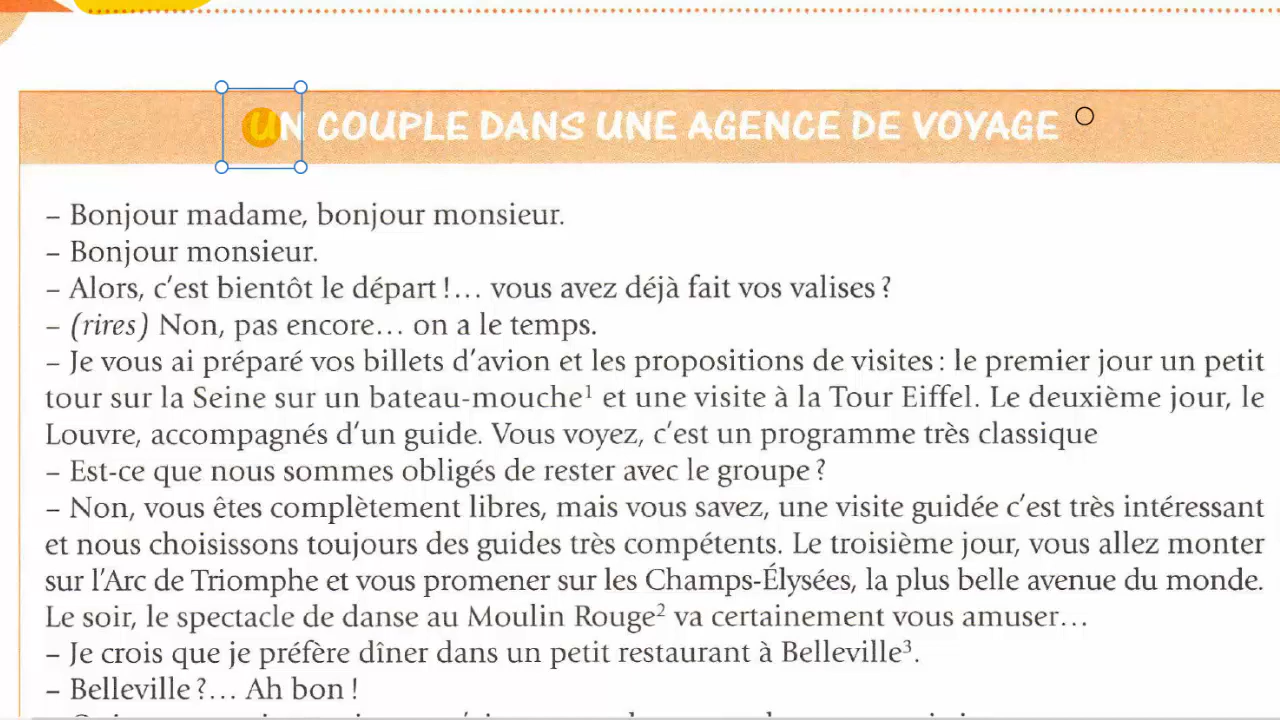 UN COUPLE DANS UNE AGENCE DE VOYAGE
– Bonjour madame, bonjour monsieur.
– Bonjour monsieur.
– Alors, c’est bientôt le départ !… vous avez déjà fait vos valises ?
– (rires) Non, pas encore… on a le temps.
– Je vous ai préparé vos billets d’avion et les propositions de visites : le premier jour un petit
tour sur la Seine sur un bateau-mouche¹ et une visite à la Tour Eiffel. Le deuxième jour, le
Louvre, accompagnés d’un guide. Vous voyez, c’est un programme très classique
– Est-ce que nous sommes obligés de rester avec le groupe ?
– Non, vous êtes complètement libres, mais vous savez, une visite guidée c’est très intéressant
et nous choisissons toujours des guides très compétents. Le troisième jour, vous allez monter
sur l’Arc de Triomphe et vous promener sur les Champs-Élysées, la plus belle avenue du monde.
Le soir, le spectacle de danse au Moulin Rouge² va certainement vous amuser…
– Je crois que je préfère dîner dans un petit restaurant à Belleville³.
– Belleville ?… Ah bon !